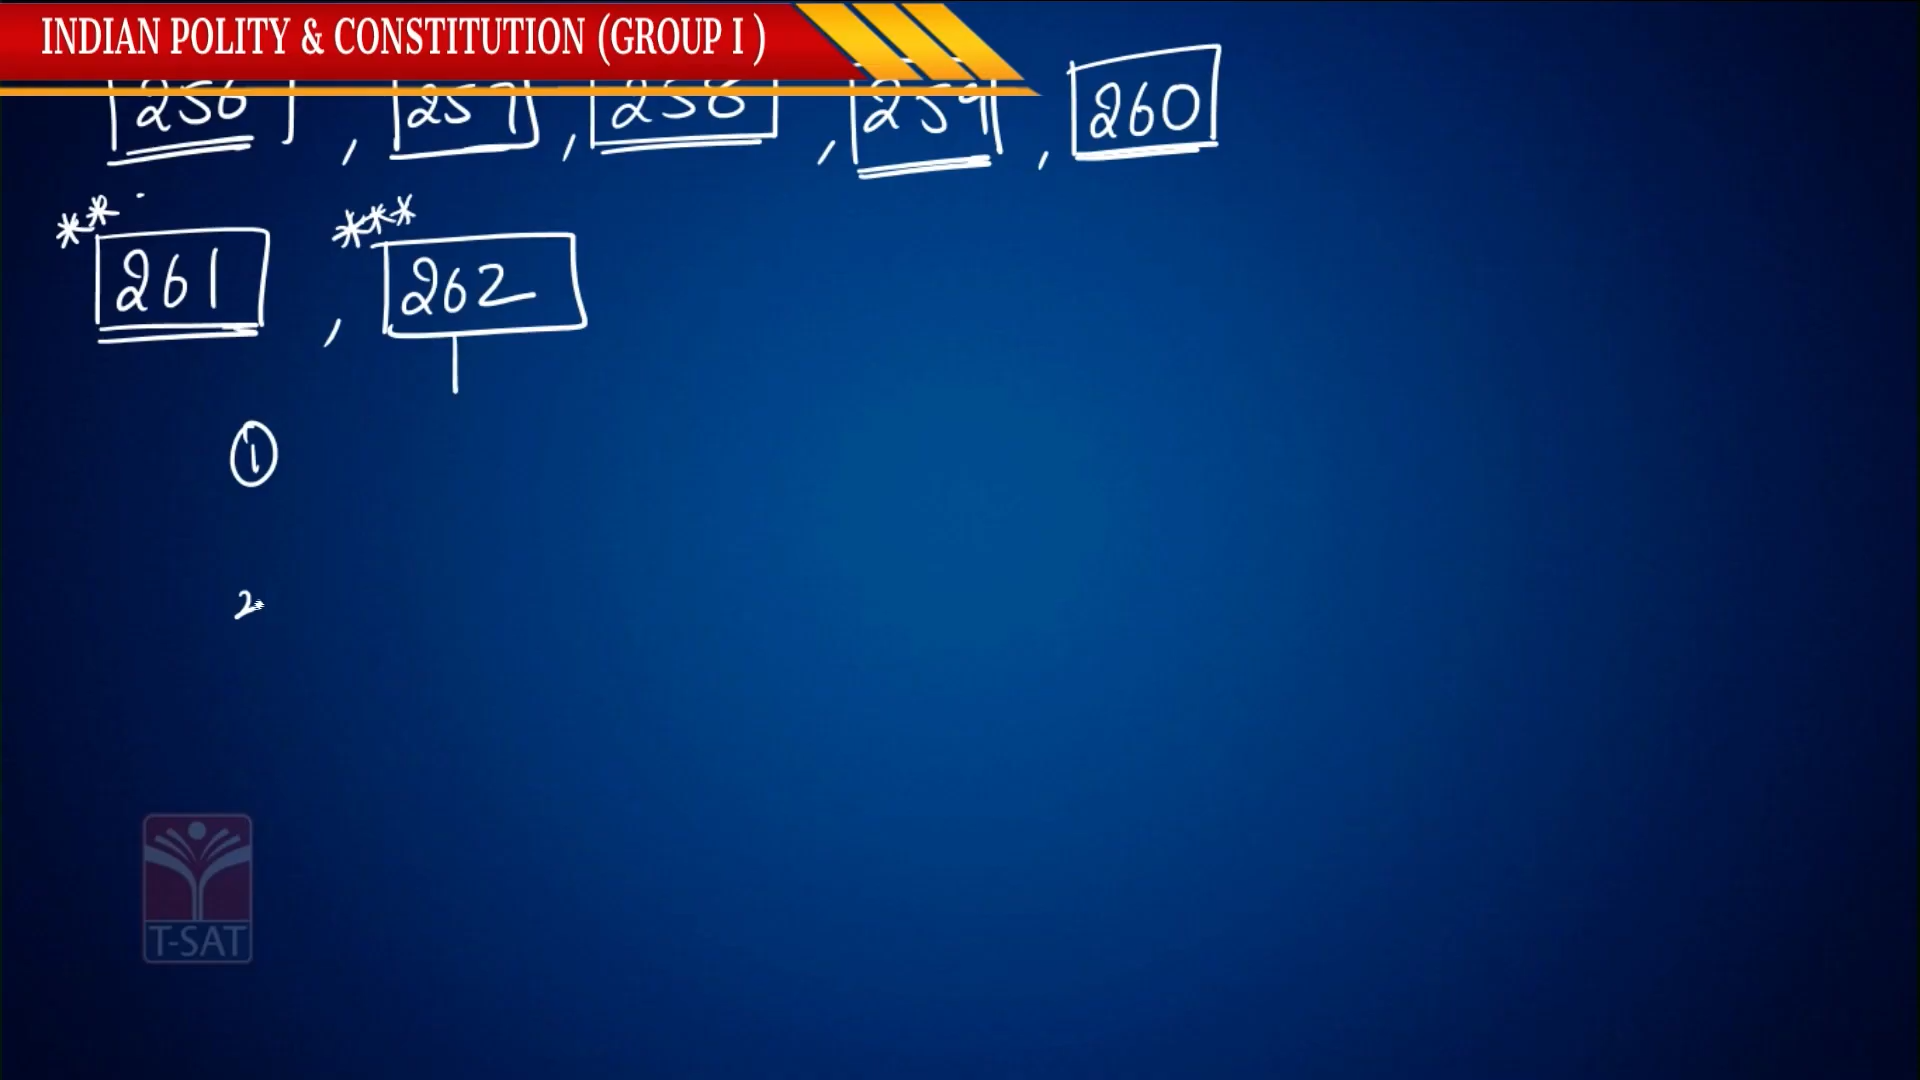 INDIAN POLITY & CONSTITUTION (GROUP I )
256 , 257 , 258 , 259 , 260
** ***
261 , 262
1
2
T-SAT